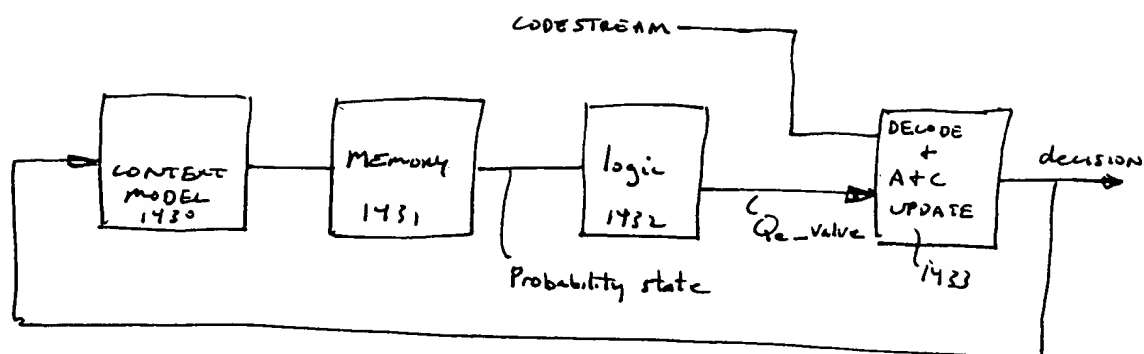 CODESTREAM
CONTEXT
MODEL
1430
MEMORY
1431
logic
1432
DECODE
+
A+C
UPDATE
decision
Qe_value
1433
Probability state